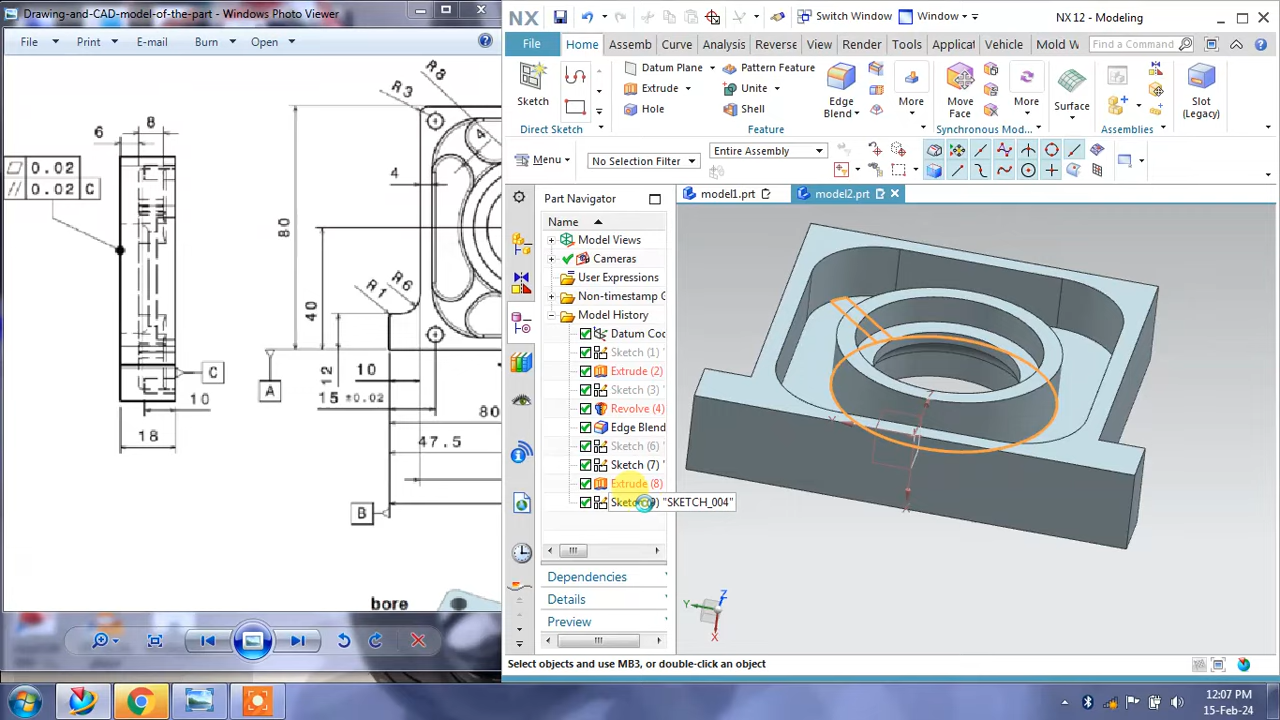 Drawing-and-CAD-model-of-the-part - Windows Photo Viewer
File Print E-mail Burn Open
6 8
0.02
// 0.02 C
C
10
18
R8
R3
4
4
80
40
R6
R1
12
10
A
15 ±0.02
80
47.5
B
bore
NX Switch Window Window NX 12 - Modeling
File Home Assemb Curve Analysis Reverse View Render Tools Applicat Vehicle Mold W Find a Command
Datum Plane Pattern Feature
Extrude Unite
Hole Shell
Sketch Edge Blend More Move Face More Surface Slot (Legacy)
Direct Sketch Feature Synchronous Mod... Assemblies
Menu No Selection Filter Entire Assembly
Part Navigator model1.prt model2.prt
Name
Model Views
Cameras
User Expressions
Non-timestamp G
Model History
Datum Coo
Sketch (1) "
Extrude (2)
Sketch (3) "
Revolve (4)
Edge Blend
Sketch (6) "
Sketch (7) "
Extrude (8)
Sketch (9) "SKETCH_004"
Dependencies
Details
Preview
Z
Y
X
Select objects and use MB3, or double-click an object
12:07 PM
15-Feb-24